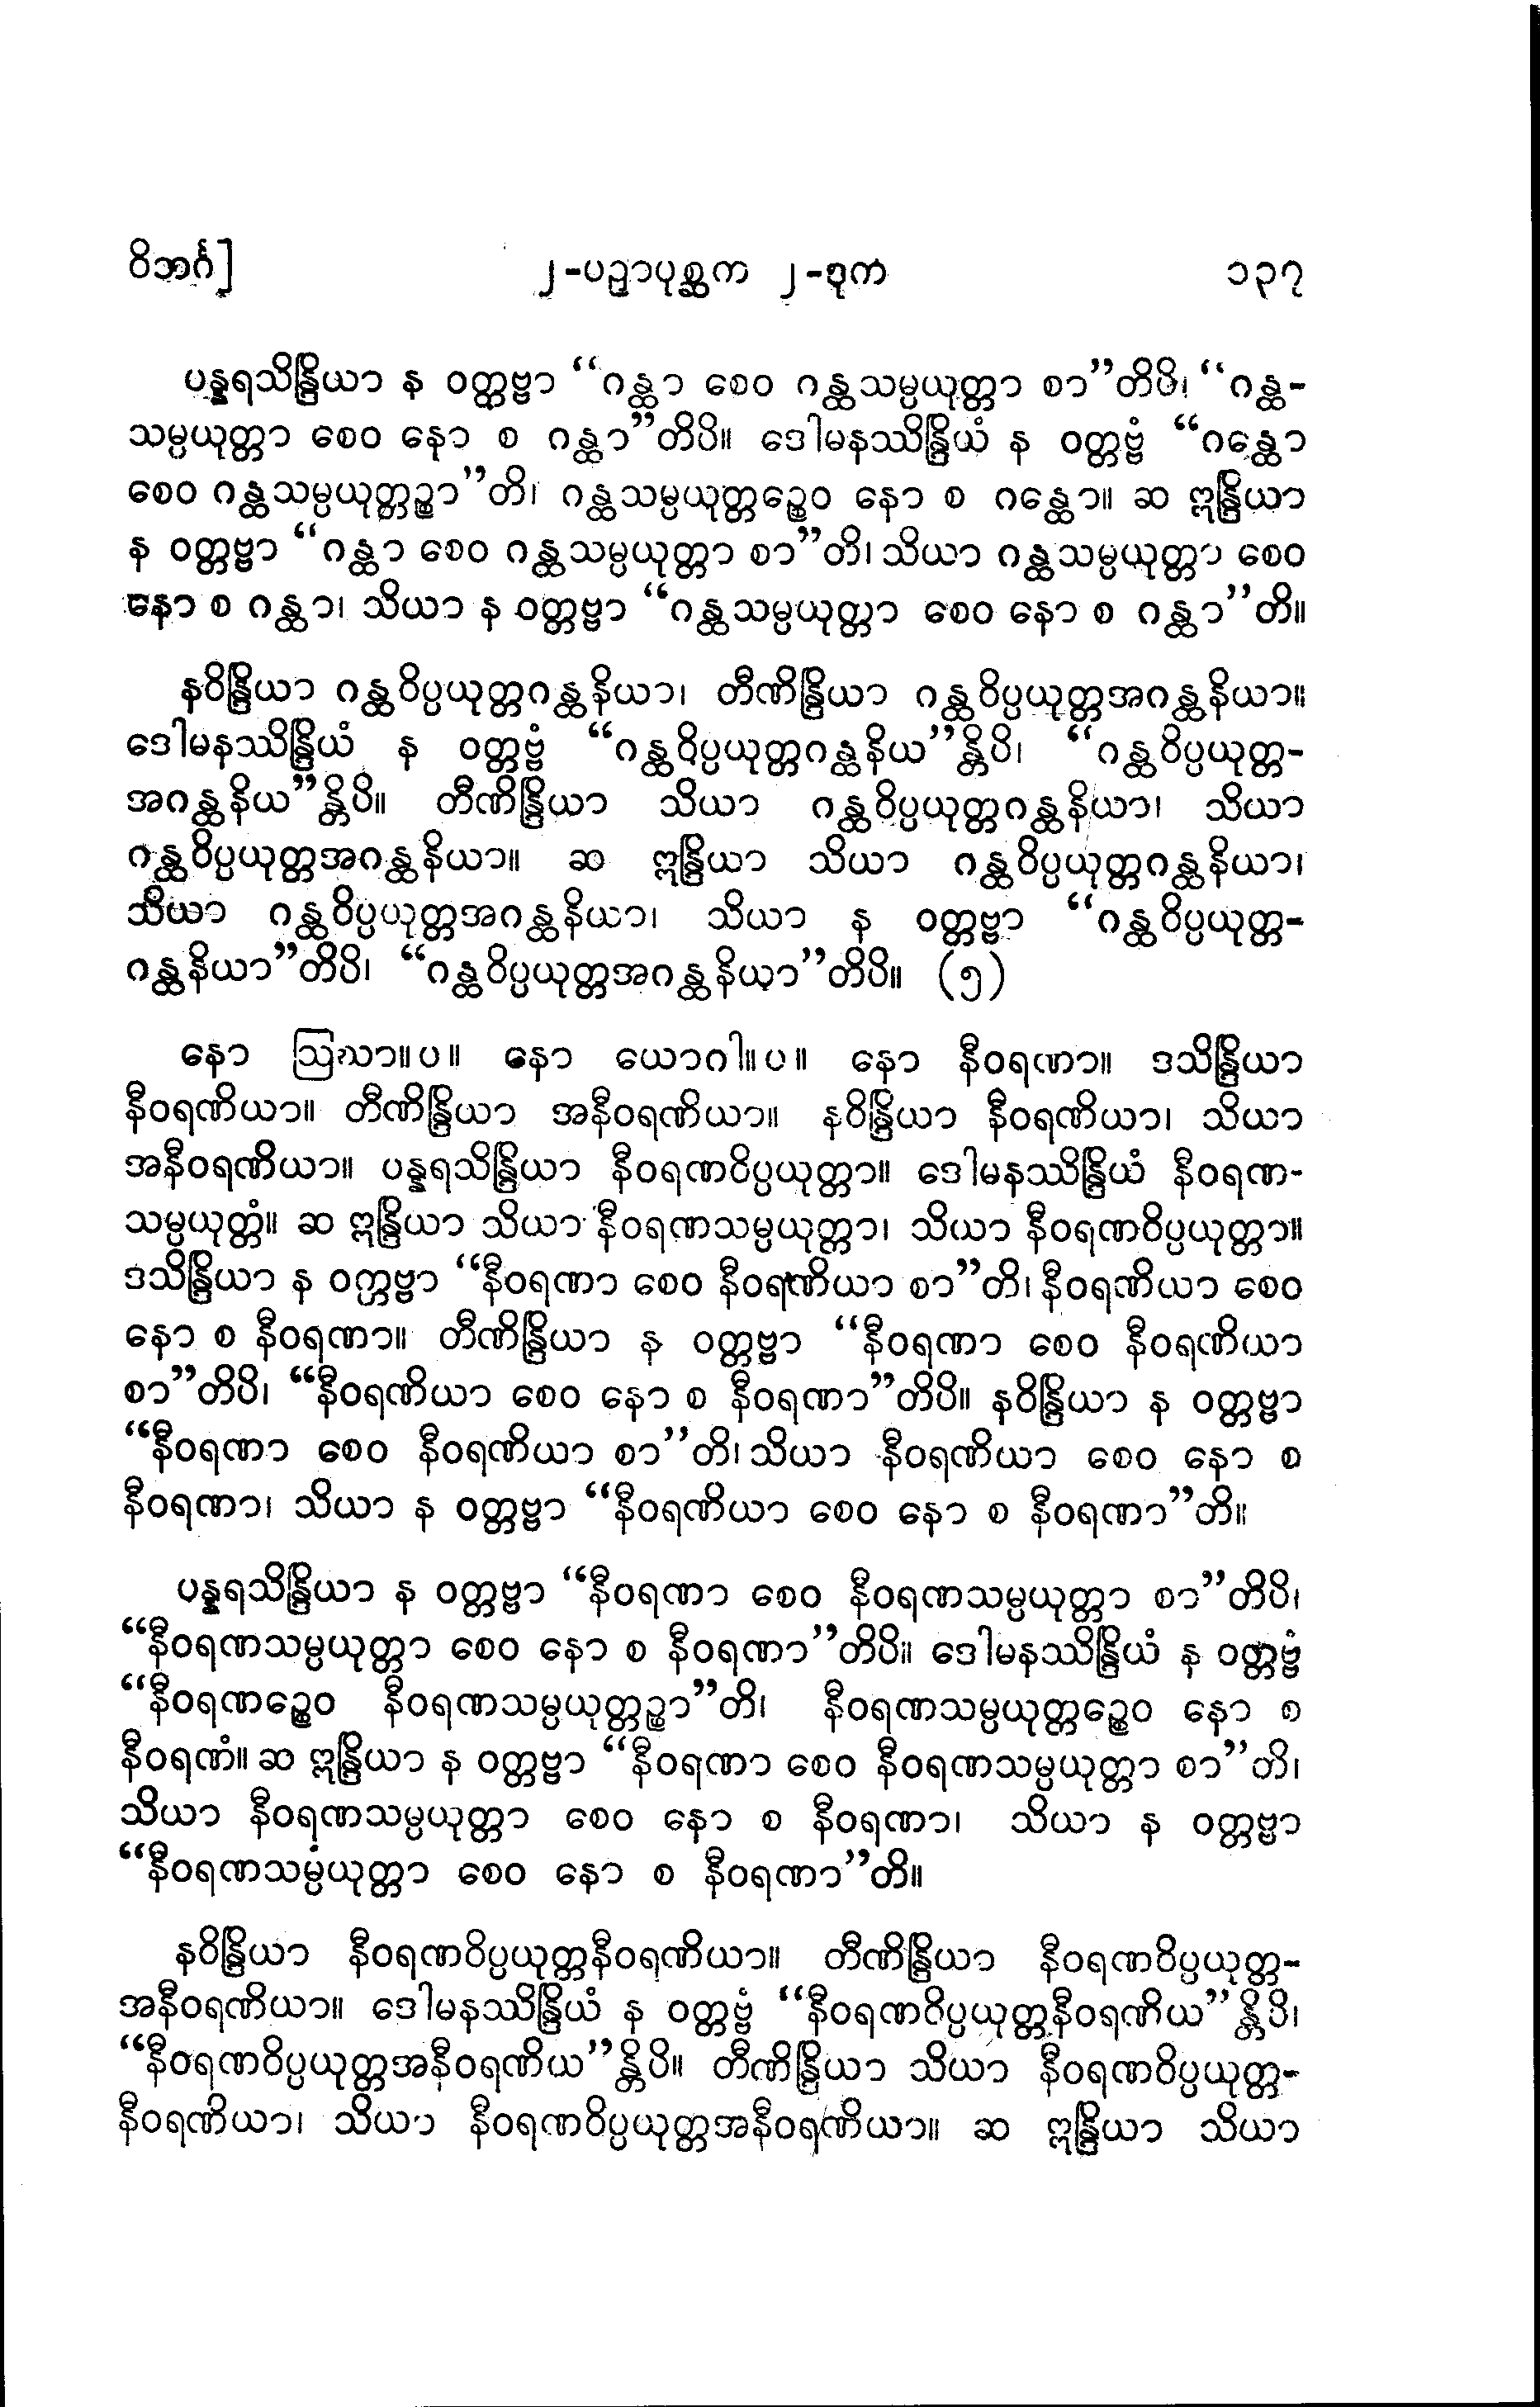 ဝိဘင်္ဂ] ၂-ပဉှာပုစ္ဆက ၂-ဒုက ၁၃၇
ပန္နရသိန္ဒြိယာ န ဝတ္တဗ္ဗာ “ဂန္ထာ စေဝ ဂန္ထသမ္ပယုတ္တာ စာ”တိပိ၊ “ဂန္ထ-
သမ္ပယုတ္တာ စေဝ နော စ ဂန္ထာ”တိပိ။ ဒေါမနဿိန္ဒြိယံ န ဝတ္တဗ္ဗံ “ဂန္ထော
စေဝ ဂန္ထသမ္ပယုတ္တဉ္စာ”တိ၊ ဂန္ထသမ္ပယုတ္တဉ္စေဝ နော စ ဂန္ထော။ ဆ ဣန္ဒြိယာ
န ဝတ္တဗ္ဗာ “ဂန္ထာ စေဝ ဂန္ထသမ္ပယုတ္တာ စာ”တိ၊ သိယာ ဂန္ထသမ္ပယုတ္တာ စေဝ
နော စ ဂန္ထာ၊ သိယာ န ဝတ္တဗ္ဗာ “ဂန္ထသမ္ပယုတ္တာ စေဝ နော စ ဂန္ထာ”တိ။
နဝိန္ဒြိယာ ဂန္ထဝိပ္ပယုတ္တဂန္ထနိယာ၊ တီဏိန္ဒြိယာ ဂန္ထဝိပ္ပယုတ္တအဂန္ထနိယာ။
ဒေါမနဿိန္ဒြိယံ န ဝတ္တဗ္ဗံ “ဂန္ထဝိပ္ပယုတ္တဂန္ထနိယ”န္တိပိ၊ “ဂန္ထဝိပ္ပယုတ္တ-
အဂန္ထနိယ”န္တိပိ။ တီဏိန္ဒြိယာ သိယာ ဂန္ထဝိပ္ပယုတ္တဂန္ထနိယာ၊ သိယာ
ဂန္ထဝိပ္ပယုတ္တအဂန္ထနိယာ။ ဆ ဣန္ဒြိယာ သိယာ ဂန္ထဝိပ္ပယုတ္တဂန္ထနိယာ၊
သိယာ ဂန္ထဝိပ္ပယုတ္တအဂန္ထနိယာ၊ သိယာ န ဝတ္တဗ္ဗာ “ဂန္ထဝိပ္ပယုတ္တ-
ဂန္ထနိယာ”တိပိ၊ “ဂန္ထဝိပ္ပယုတ္တအဂန္ထနိယာ”တိပိ။ (၅)
နော ဩဃာ။ပ။ နော ယောဂါ။ပ။ နော နီဝရဏာ။ ဒသိန္ဒြိယာ
နီဝရဏိယာ။ တီဏိန္ဒြိယာ အနီဝရဏိယာ။ နဝိန္ဒြိယာ နီဝရဏိယာ၊ သိယာ
အနီဝရဏိယာ။ ပန္နရသိန္ဒြိယာ နီဝရဏဝိပ္ပယုတ္တာ။ ဒေါမနဿိန္ဒြိယံ နီဝရဏ-
သမ္ပယုတ္တံ။ ဆ ဣန္ဒြိယာ သိယာ နီဝရဏသမ္ပယုတ္တာ၊ သိယာ နီဝရဏဝိပ္ပယုတ္တာ။
ဒသိန္ဒြိယာ န ဝတ္တဗ္ဗာ “နီဝရဏာ စေဝ နီဝရဏိယာ စာ”တိ၊ နီဝရဏိယာ စေဝ
နော စ နီဝရဏာ။ တီဏိန္ဒြိယာ န ဝတ္တဗ္ဗာ “နီဝရဏာ စေဝ နီဝရဏိယာ
စာ”တိပိ၊ “နီဝရဏိယာ စေဝ နော စ နီဝရဏာ”တိပိ။ နဝိန္ဒြိယာ န ဝတ္တဗ္ဗာ
“နီဝရဏာ စေဝ နီဝရဏိယာ စာ”တိ၊ သိယာ နီဝရဏိယာ စေဝ နော စ
နီဝရဏာ၊ သိယာ န ဝတ္တဗ္ဗာ “နီဝရဏိယာ စေဝ နော စ နီဝရဏာ”တိ။
ပန္နရသိန္ဒြိယာ န ဝတ္တဗ္ဗာ “နီဝရဏာ စေဝ နီဝရဏသမ္ပယုတ္တာ စာ”တိပိ၊
“နီဝရဏသမ္ပယုတ္တာ စေဝ နော စ နီဝရဏာ”တိပိ။ ဒေါမနဿိန္ဒြိယံ န ဝတ္တဗ္ဗံ
“နီဝရဏဉ္စေဝ နီဝရဏသမ္ပယုတ္တဉ္စာ”တိ၊ နီဝရဏသမ္ပယုတ္တဉ္စေဝ နော စ
နီဝရဏံ။ ဆ ဣန္ဒြိယာ န ဝတ္တဗ္ဗာ “နီဝရဏာ စေဝ နီဝရဏသမ္ပယုတ္တာ စာ”တိ၊
သိယာ နီဝရဏသမ္ပယုတ္တာ စေဝ နော စ နီဝရဏာ၊ သိယာ န ဝတ္တဗ္ဗာ
“နီဝရဏသမ္ပယုတ္တာ စေဝ နော စ နီဝရဏာ”တိ။
နဝိန္ဒြိယာ နီဝရဏဝိပ္ပယုတ္တနီဝရဏိယာ။ တီဏိန္ဒြိယာ နီဝရဏဝိပ္ပယုတ္တ-
အနီဝရဏိယာ။ ဒေါမနဿိန္ဒြိယံ န ဝတ္တဗ္ဗံ “နီဝရဏဝိပ္ပယုတ္တနီဝရဏိယ”န္တိပိ၊
“နီဝရဏဝိပ္ပယုတ္တအနီဝရဏိယ”န္တိပိ။ တီဏိန္ဒြိယာ သိယာ နီဝရဏဝိပ္ပယုတ္တ-
နီဝရဏိယာ၊ သိယာ နီဝရဏဝိပ္ပယုတ္တအနီဝရဏိယာ။ ဆ ဣန္ဒြိယာ သိယာ